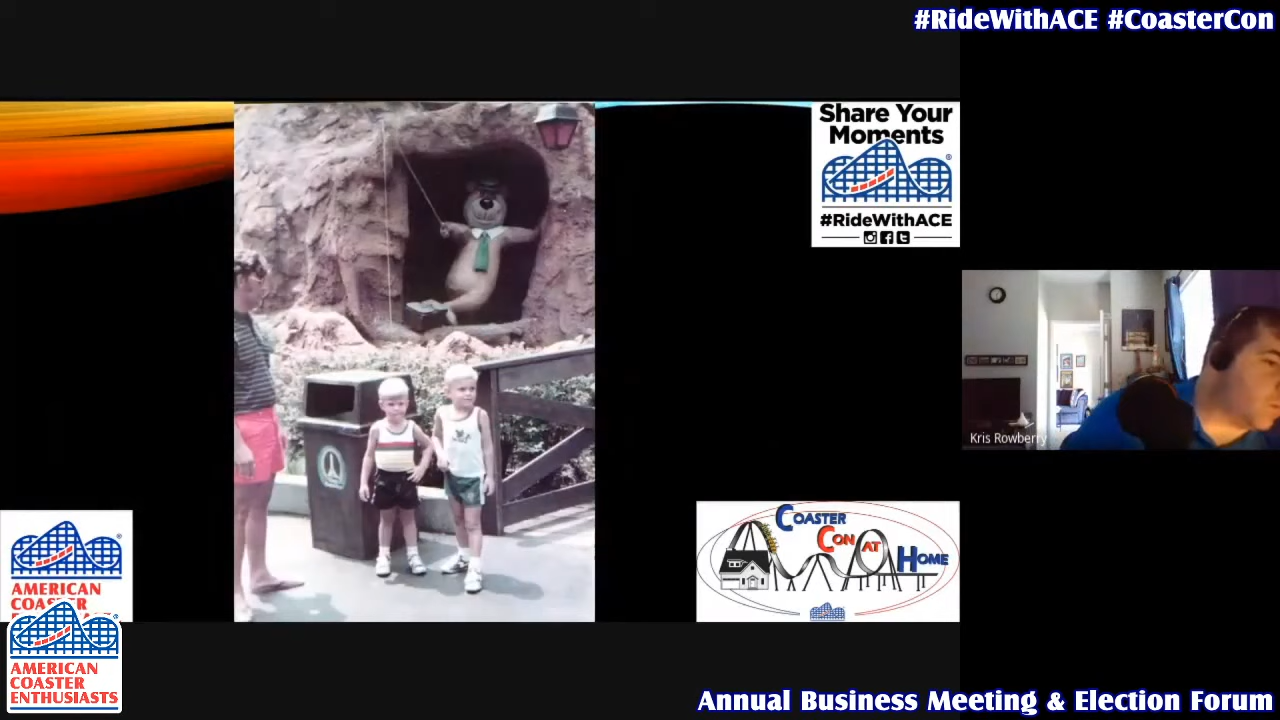 #RideWithACE #CoasterCon
Share Your
Moments
#RideWithACE
Kris Rowberry
COASTER
CON AT HOME
AMERICAN
COASTER
AMERICAN
COASTER
ENTHUSIASTS
Annual Business Meeting & Election Forum